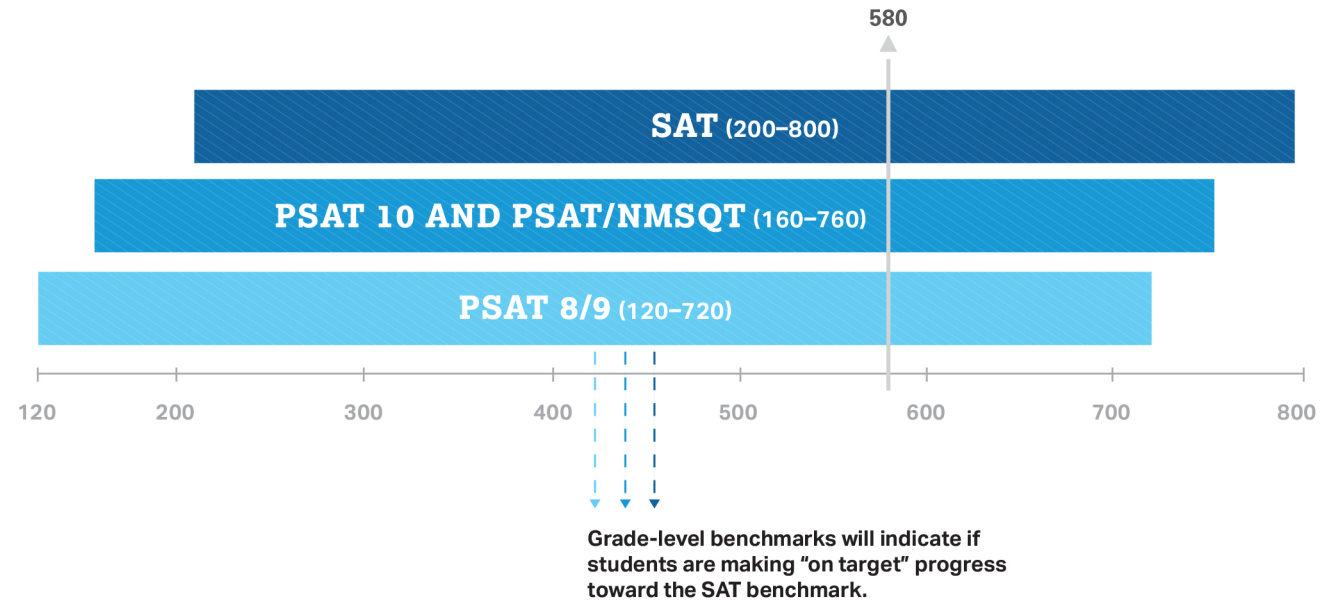 580
SAT (200–800)
PSAT 10 AND PSAT/NMSQT (160–760)
PSAT 8/9 (120–720)
120 200 300 400 500 600 700 800
Grade-level benchmarks will indicate if
students are making “on target” progress
toward the SAT benchmark.